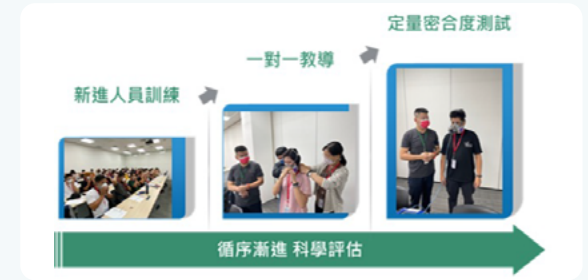 定量密合度測試
一對一教導
新進人員訓練
循序漸進 科學評估